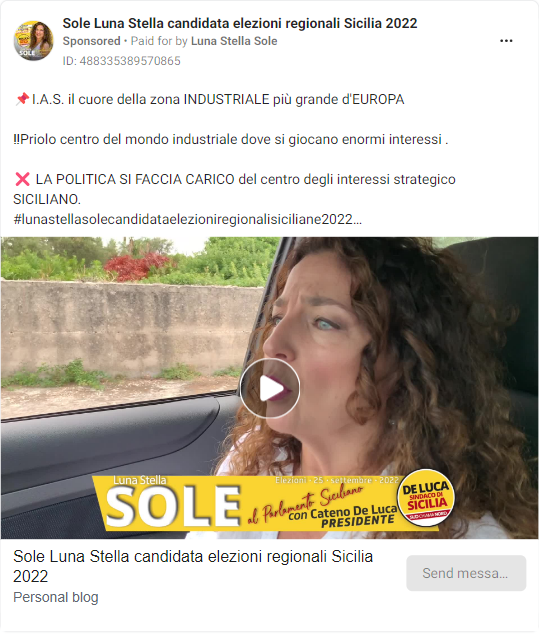 Sole Luna Stella candidata elezioni regionali Sicilia 2022
Sponsored • Paid for by Luna Stella Sole
ID: 488335389570865
📌I.A.S. il cuore della zona INDUSTRIALE più grande d'EUROPA
‼Priolo centro del mondo industriale dove si giocano enormi interessi .
❌ LA POLITICA SI FACCIA CARICO del centro degli interessi strategico
SICILIANO.
#lunastellasolecandidataelezioniregionalisiciliane2022...
Luna Stella
Elezioni • 25 • settembre • 2022
SOLE
al Parlamento Siciliano
con Cateno De Luca
PRESIDENTE
DE LUCA
SINDACO DI
SICILIA
SUD CHIAMA NORD
Sole Luna Stella candidata elezioni regionali Sicilia
2022
Personal blog
Send messa...